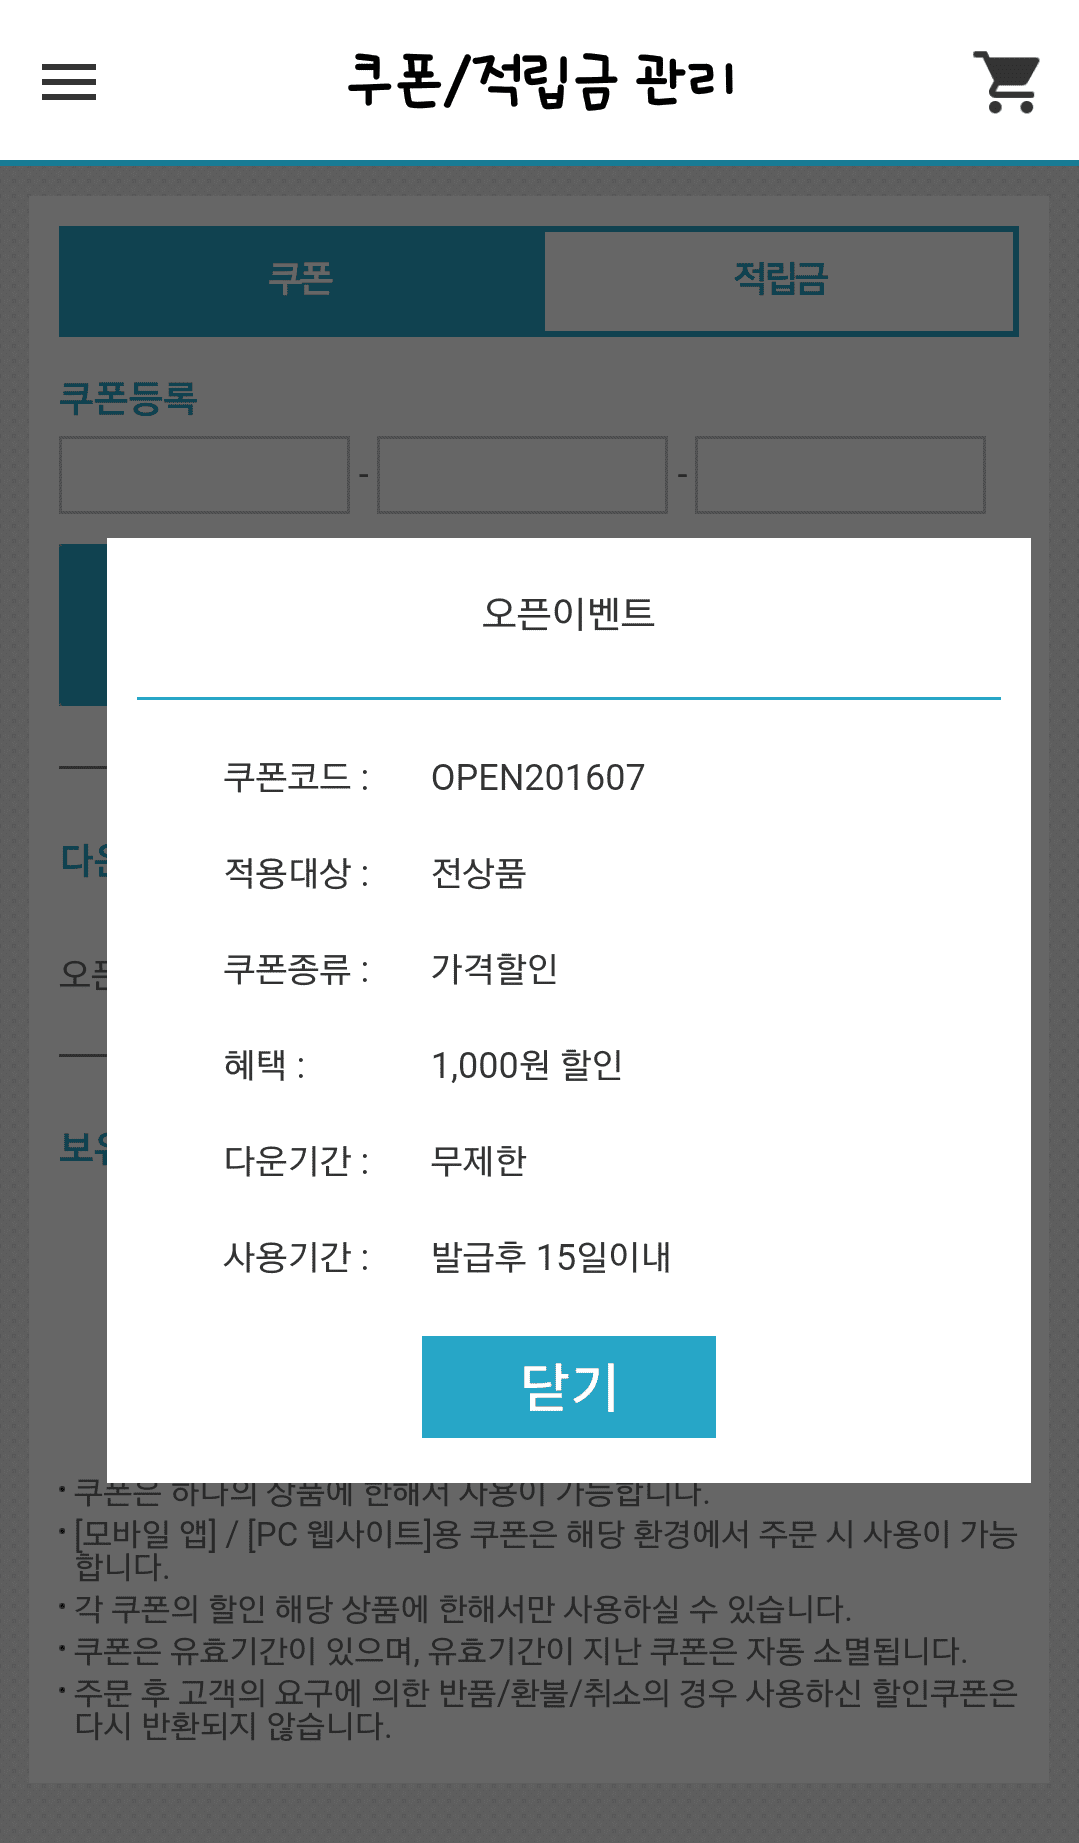 쿠폰/적립금 관리
쿠폰
적립금
쿠폰등록
- -
오픈이벤트
쿠폰코드 : OPEN201607
적용대상 : 전상품
쿠폰종류 : 가격할인
혜택 : 1,000원 할인
다운기간 : 무제한
사용기간 : 발급후 15일이내
닫기
• 쿠폰은 하나의 상품에 한해서 사용이 가능합니다.
• [모바일 앱] / [PC 웹사이트]용 쿠폰은 해당 환경에서 주문 시 사용이 가능
합니다.
• 각 쿠폰의 할인 해당 상품에 한해서만 사용하실 수 있습니다.
• 쿠폰은 유효기간이 있으며, 유효기간이 지난 쿠폰은 자동 소멸됩니다.
• 주문 후 고객의 요구에 의한 반품/환불/취소의 경우 사용하신 할인쿠폰은
다시 반환되지 않습니다.